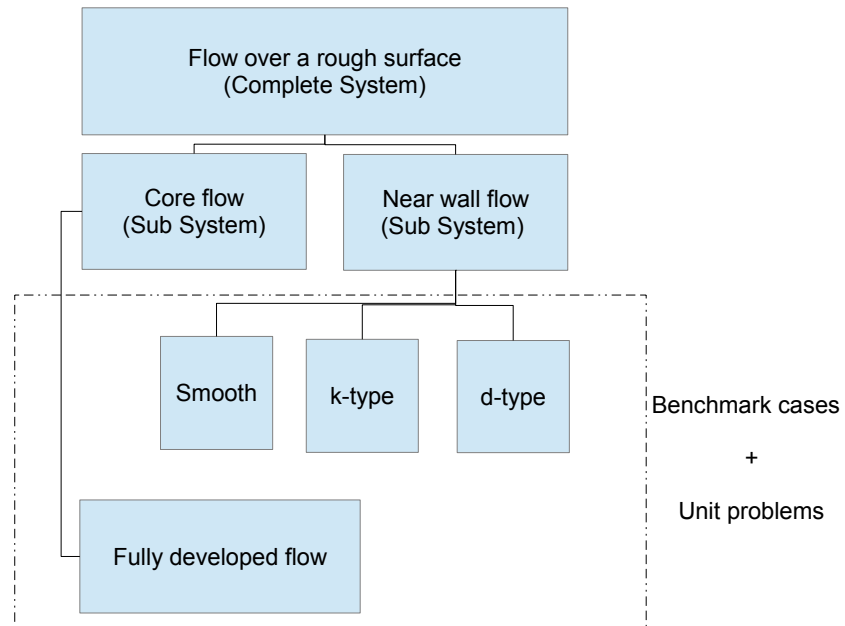 Flow over a rough surface
(Complete System)
Core flow
(Sub System)
Near wall flow
(Sub System)
Smooth
k-type
d-type
Benchmark cases
+
Unit problems
Fully developed flow